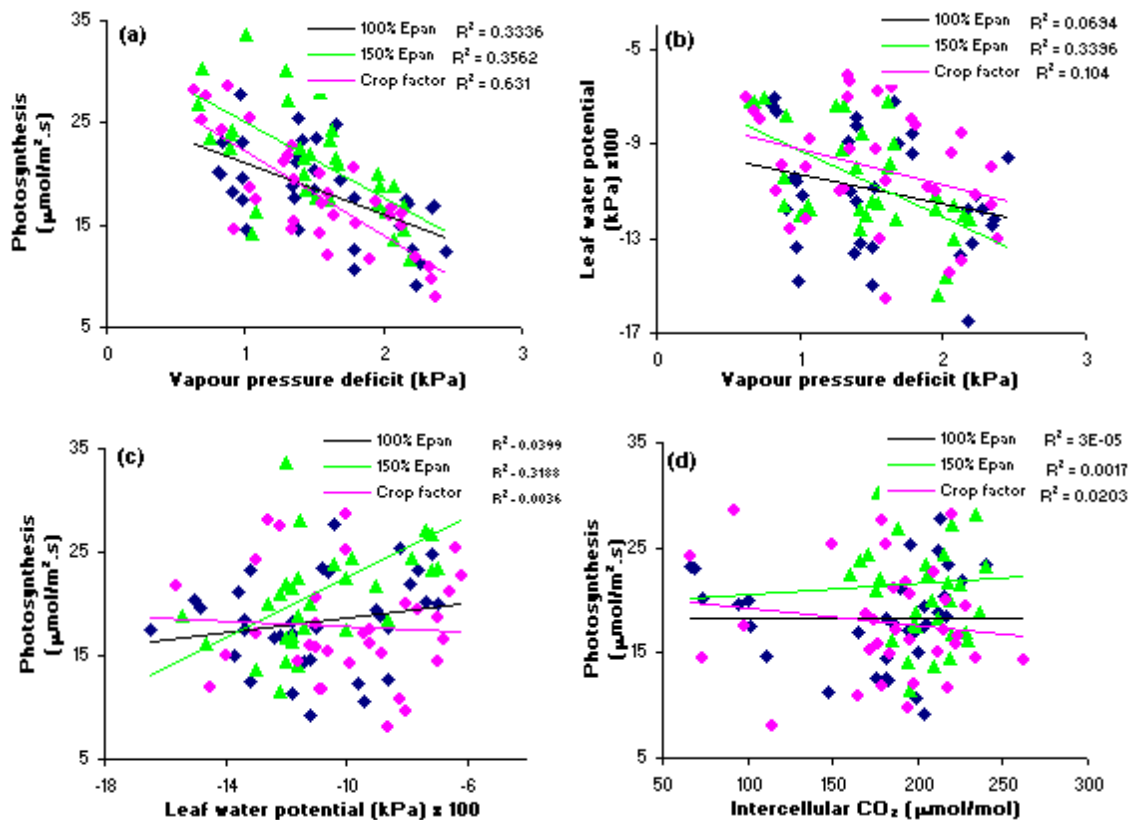 (a)
100% Epan R² = 0.3336
150% Epan R² = 0.3562
Crop factor R² = 0.631
Photosynthesis
(µmol/m².s)
35
25
15
5
0 1 2 3
Vapour pressure deficit (kPa)
(b)
100% Epan R² = 0.0694
150% Epan R² = 0.3396
Crop factor R² = 0.104
Leaf water potential
(kPa) x100
-5
-9
-13
-17
0 1 2 3
Vapour pressure deficit (kPa)
(c)
100% Epan R² - 0.0399
150% Epan R² - 0.3188
Crop factor R² - 0.0036
Photosynthesis
(µmol/m².s)
35
25
15
5
-18 -14 -10 -6
Leaf water potential (kPa) x 100
(d)
100% Epan R² = 3E-05
150% Epan R² = 0.0017
Crop factor R² = 0.0203
Photosynthesis
(µmol/m².s)
35
25
15
5
50 100 150 200 250 300
Intercellular CO₂ (µmol/mol)